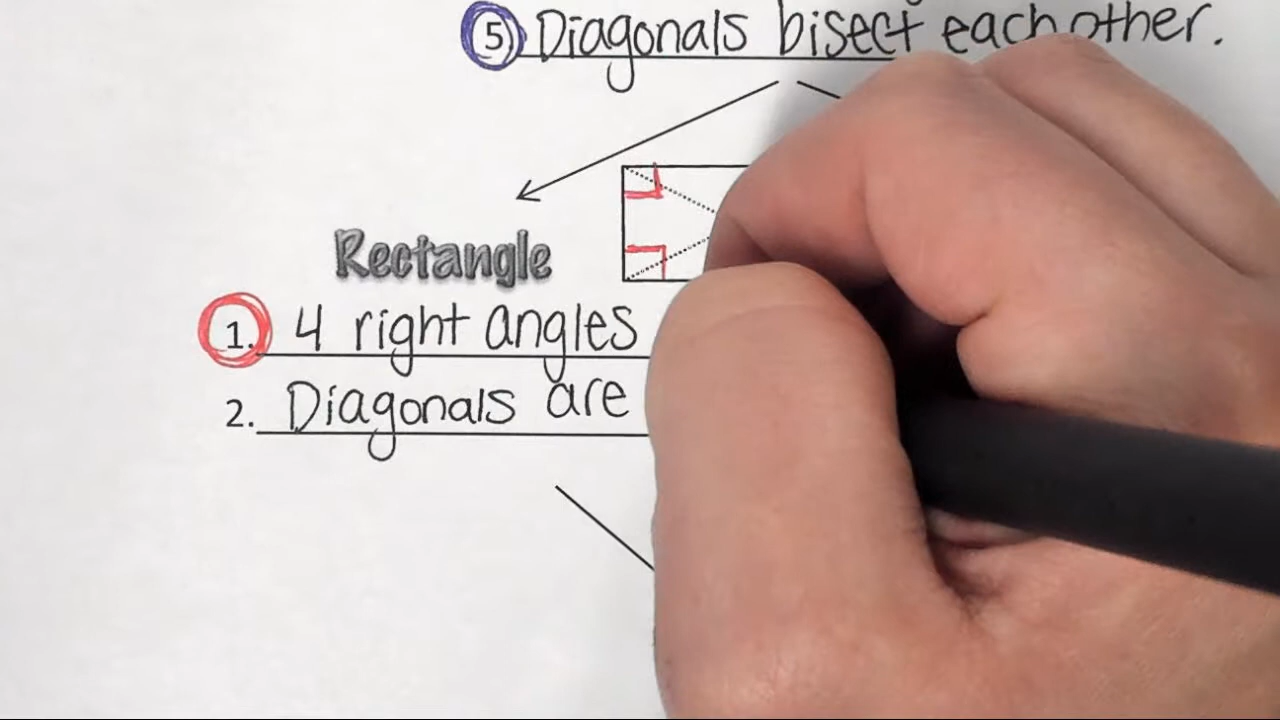 5) Diagonals bisect each other.
Rectangle
1. 4 right angles
2. Diagonals are